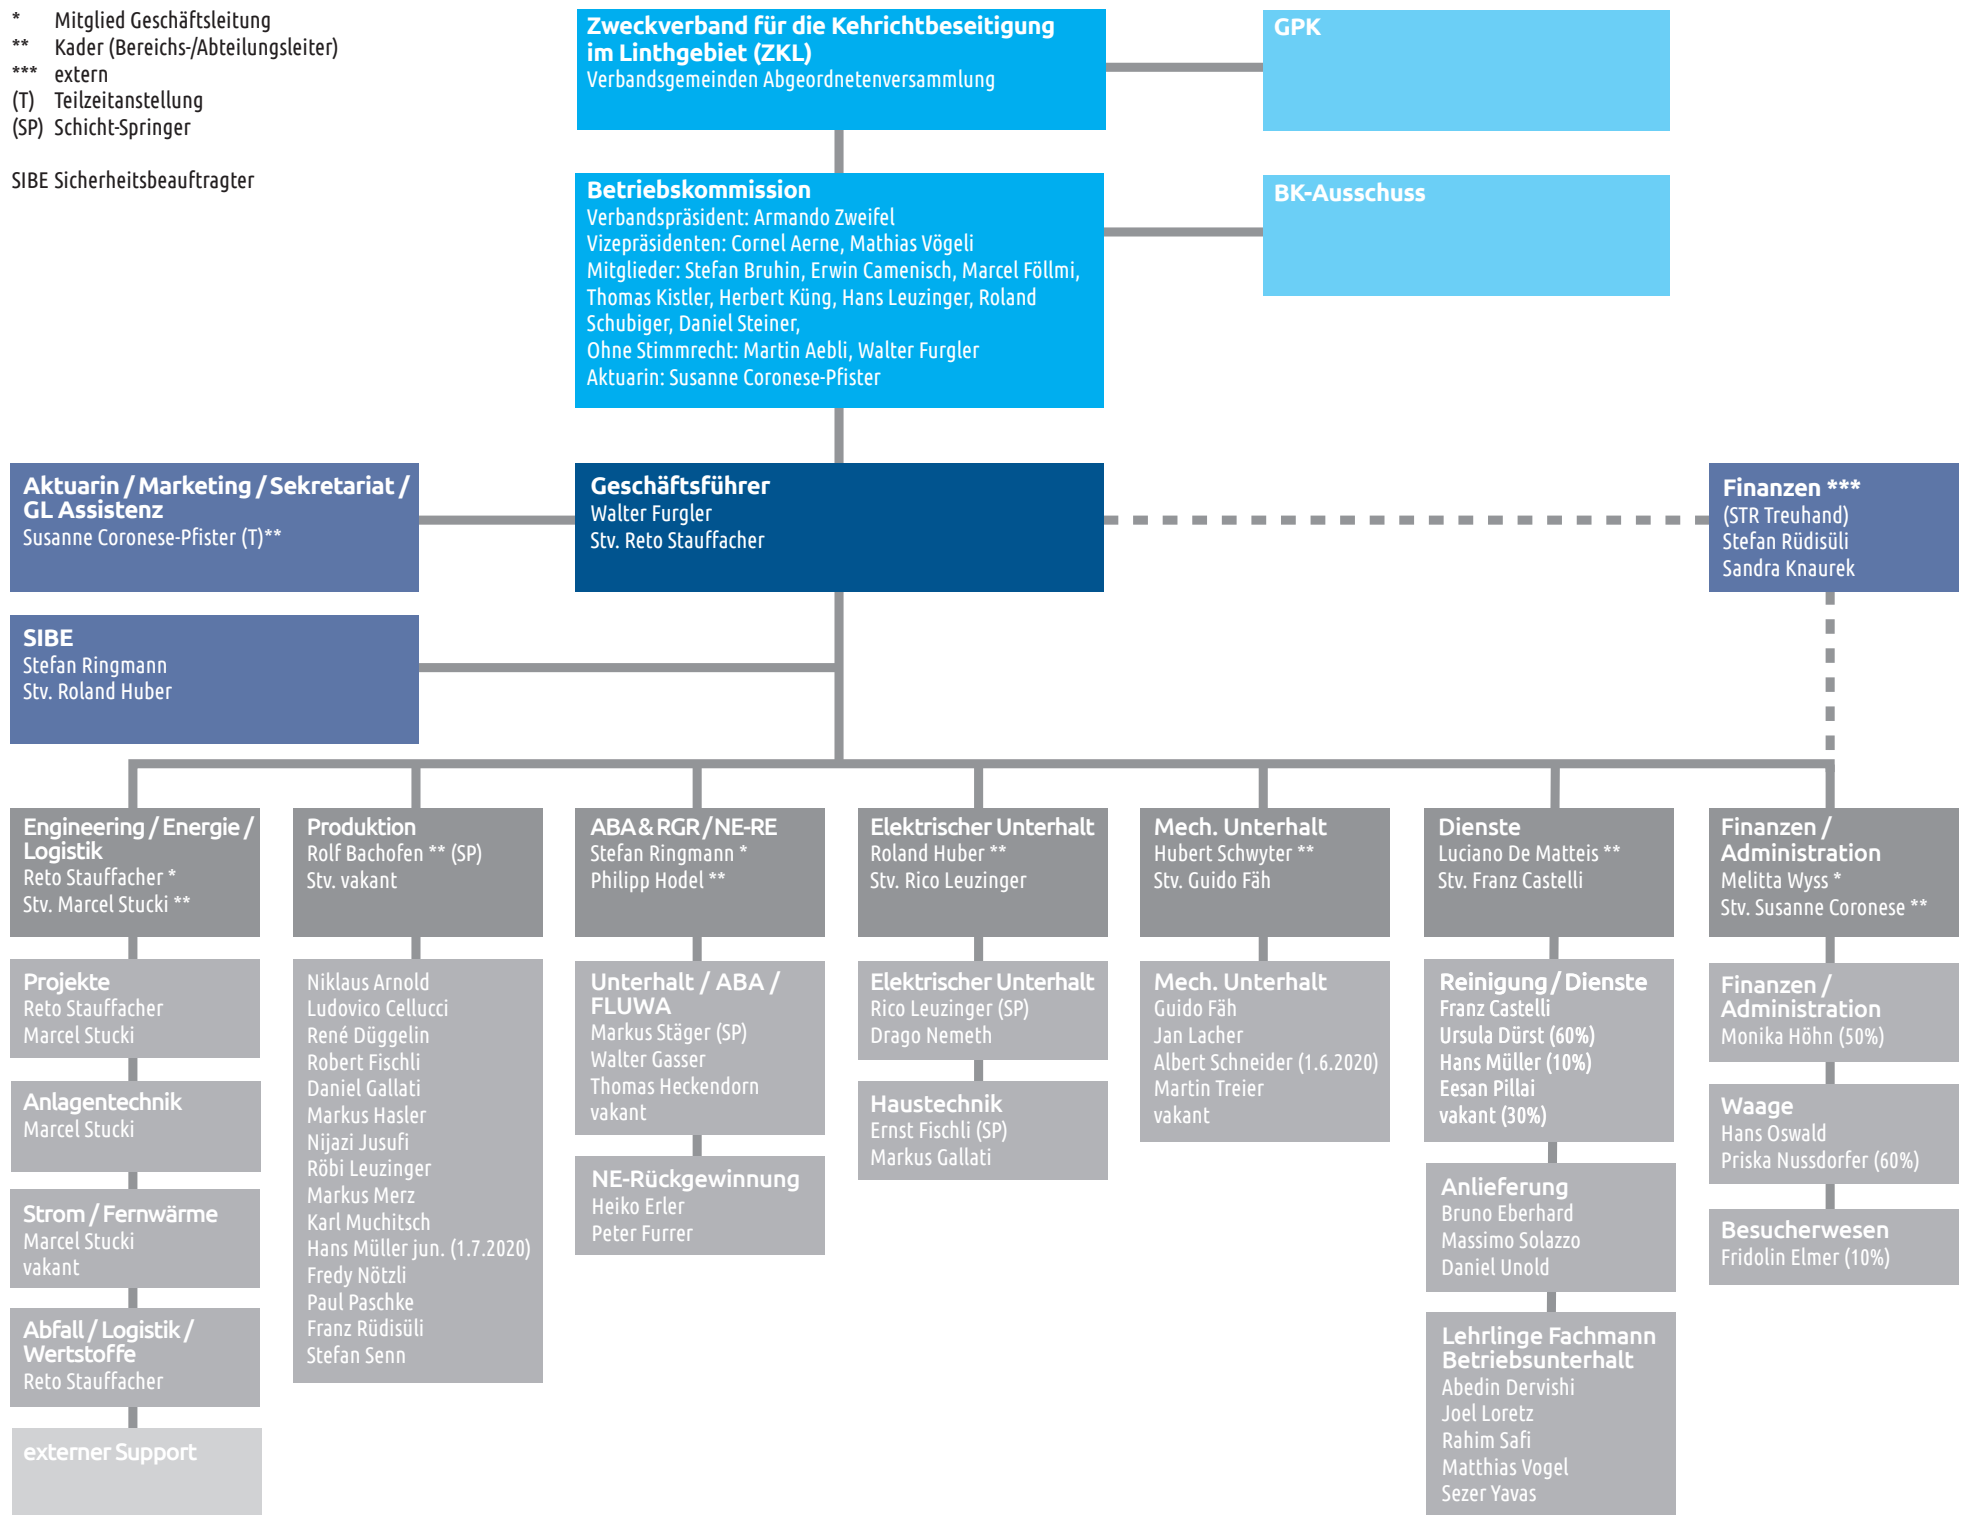 * Mitglied Geschäftsleitung
** Kader (Bereichs-/Abteilungsleiter)
*** extern
(T) Teilzeitanstellung
(SP) Schicht-Springer
SIBE Sicherheitsbeauftragter
Zweckverband für die Kehrichtbeseitigung
im Linthgebiet (ZKL)
Verbandsgemeinden Abgeordnetenversammlung
GPK
Betriebskommission
Verbandspräsident: Armando Zweifel
Vizepräsidenten: Cornel Aerne, Mathias Vögeli
Mitglieder: Stefan Bruhin, Erwin Camenisch, Marcel Föllmi,
Thomas Kistler, Herbert Küng, Hans Leuzinger, Roland
Schubiger, Daniel Steiner,
Ohne Stimmrecht: Martin Aebli, Walter Furgler
Aktuarin: Susanne Coronese-Pfister
BK-Ausschuss
Aktuarin / Marketing / Sekretariat /
GL Assistenz
Susanne Coronese-Pfister (T)**
Geschäftsführer
Walter Furgler
Stv. Reto Stauffacher
Finanzen ***
(STR Treuhand)
Stefan Rüdisüli
Sandra Knaurek
SIBE
Stefan Ringmann
Stv. Roland Huber
Engineering / Energie /
Logistik
Reto Stauffacher *
Stv. Marcel Stucki **
Projekte
Reto Stauffacher
Marcel Stucki
Anlagentechnik
Marcel Stucki
Strom / Fernwärme
Marcel Stucki
vakant
Abfall / Logistik /
Wertstoffe
Reto Stauffacher
externer Support
Produktion
Rolf Bachofen ** (SP)
Stv. vakant
Niklaus Arnold
Ludovico Cellucci
René Düggelin
Robert Fischli
Daniel Gallati
Markus Hasler
Nijazi Jusufi
Röbi Leuzinger
Markus Merz
Karl Muchitsch
Hans Müller jun. (1.7.2020)
Fredy Nötzli
Paul Paschke
Franz Rüdisüli
Stefan Senn
ABA & RGR / NE-RE
Stefan Ringmann *
Philipp Hodel **
Unterhalt / ABA /
FLUWA
Markus Stäger (SP)
Walter Gasser
Thomas Heckendorn
vakant
NE-Rückgewinnung
Heiko Erler
Peter Furrer
Elektrischer Unterhalt
Roland Huber **
Stv. Rico Leuzinger
Elektrischer Unterhalt
Rico Leuzinger (SP)
Drago Nemeth
Haustechnik
Ernst Fischli (SP)
Markus Gallati
Mech. Unterhalt
Hubert Schwyter **
Stv. Guido Fäh
Mech. Unterhalt
Guido Fäh
Jan Lacher
Albert Schneider (1.6.2020)
Martin Treier
vakant
Dienste
Luciano De Matteis **
Stv. Franz Castelli
Reinigung / Dienste
Franz Castelli
Ursula Dürst (60%)
Hans Müller (10%)
Eesan Pillai
vakant (30%)
Anlieferung
Bruno Eberhard
Massimo Solazzo
Daniel Unold
Lehrlinge Fachmann
Betriebsunterhalt
Abedin Dervishi
Joel Loretz
Rahim Safi
Matthias Vogel
Sezer Yavas
Finanzen /
Administration
Melitta Wyss *
Stv. Susanne Coronese **
Finanzen /
Administration
Monika Höhn (50%)
Waage
Hans Oswald
Priska Nussdorfer (60%)
Besucherwesen
Fridolin Elmer (10%)